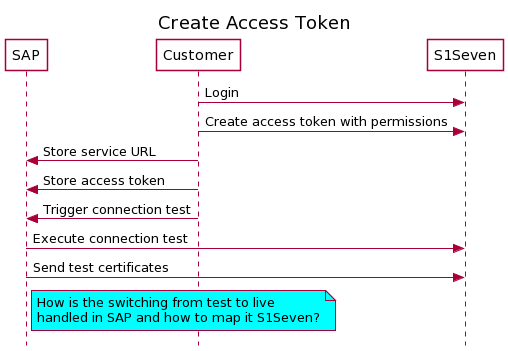 Create Access Token
SAP
Customer
S1Seven
Login
Create access token with permissions
Store service URL
Store access token
Trigger connection test
Execute connection test
Send test certificates
How is the switching from test to live
handled in SAP and how to map it S1Seven?